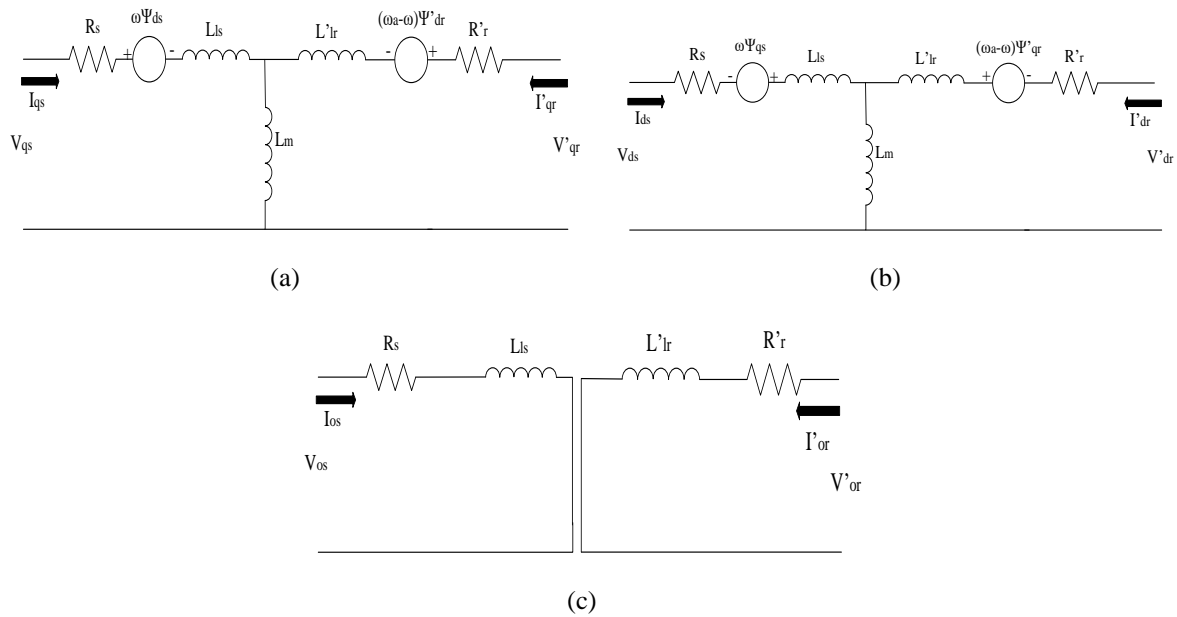 Rs ωΨds Lls L'lr (ωa-ω)Ψ'dr R'r
+ - - +
Iqs I'qr
Vqs Lm V'qr
(a)
Rs ωΨqs Lls L'lr (ωa-ω)Ψ'qr R'r
- + + -
Ids I'dr
Vds Lm V'dr
(b)
Rs Lls L'lr R'r
Ios I'or
Vos V'or
(c)